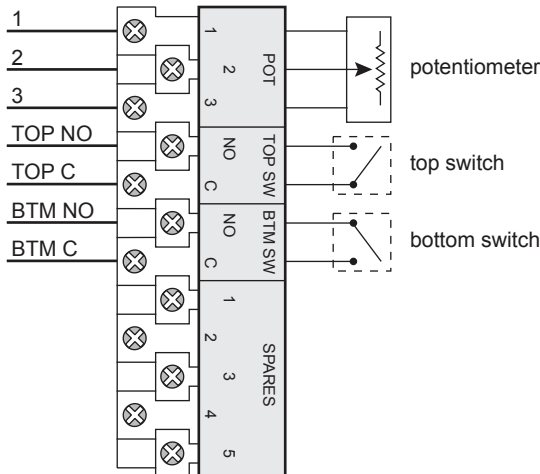 1
2
3
TOP NO
TOP C
BTM NO
BTM C
1
2
3
POT
NO
C
TOP SW
NO
C
BTM SW
1
2
3
4
5
SPARES
potentiometer
top switch
bottom switch